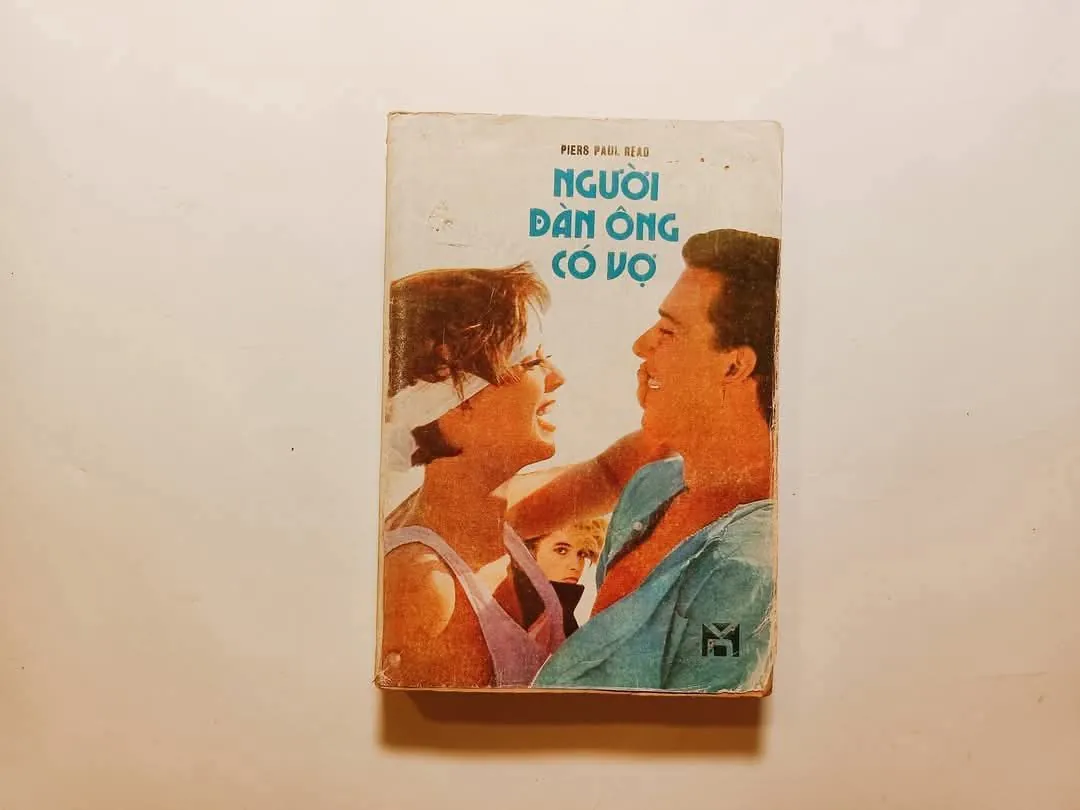 PIERS PAUL READ
NGƯỜI
ĐÀN ÔNG
CÓ VỢ